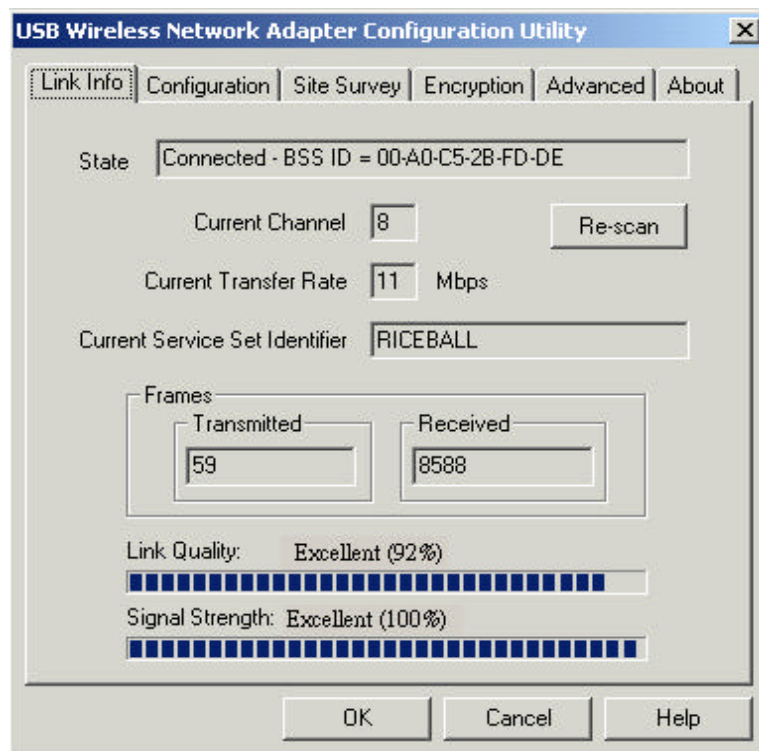 USB Wireless Network Adapter Configuration Utility
Link Info Configuration Site Survey Encryption Advanced About
State Connected - BSS ID = 00-A0-C5-2B-FD-DE
Current Channel 8 Re-scan
Current Transfer Rate 11 Mbps
Current Service Set Identifier RICEBALL
Frames
Transmitted Received
59 8588
Link Quality: Excellent (92%)
Signal Strength: Excellent (100%)
OK Cancel Help